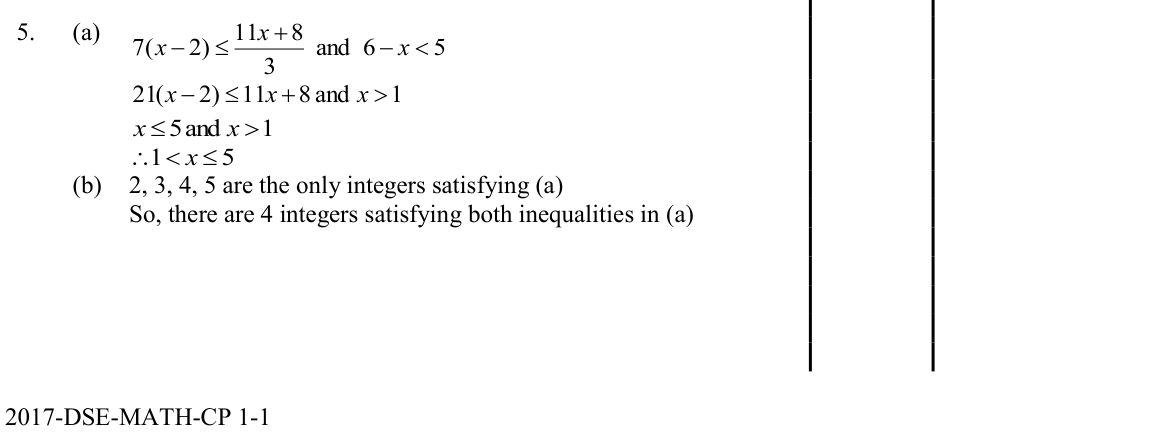 5. (a) 7(x−2) ≤ (11x+8)/3 and 6−x<5
21(x−2) ≤ 11x+8 and x>1
x ≤ 5 and x>1
∴1<x≤5
(b) 2, 3, 4, 5 are the only integers satisfying (a)
So, there are 4 integers satisfying both inequalities in (a)
2017-DSE-MATH-CP 1-1